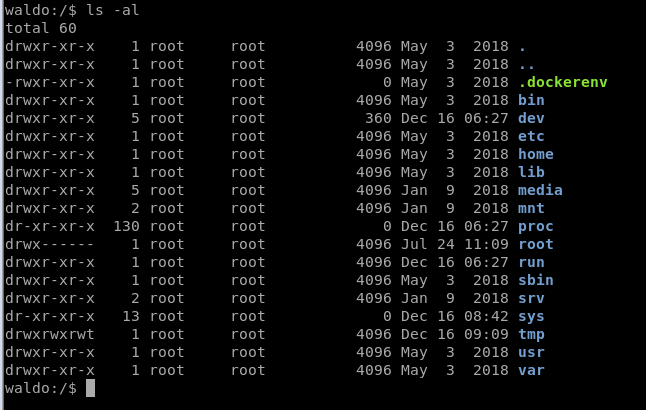 waldo:/$ ls -al
total 60
drwxr-xr-x    1 root     root          4096 May  3  2018 .
drwxr-xr-x    1 root     root          4096 May  3  2018 ..
-rwxr-xr-x    1 root     root             0 May  3  2018 .dockerenv
drwxr-xr-x    1 root     root          4096 May  3  2018 bin
drwxr-xr-x    5 root     root           360 Dec 16 06:27 dev
drwxr-xr-x    1 root     root          4096 May  3  2018 etc
drwxr-xr-x    1 root     root          4096 May  3  2018 home
drwxr-xr-x    1 root     root          4096 May  3  2018 lib
drwxr-xr-x    5 root     root          4096 Jan  9  2018 media
drwxr-xr-x    2 root     root          4096 Jan  9  2018 mnt
dr-xr-xr-x  130 root     root             0 Dec 16 06:27 proc
drwx------    1 root     root          4096 Jul 24 11:09 root
drwxr-xr-x    1 root     root          4096 Dec 16 06:27 run
drwxr-xr-x    1 root     root          4096 May  3  2018 sbin
drwxr-xr-x    2 root     root          4096 Jan  9  2018 srv
dr-xr-xr-x   13 root     root             0 Dec 16 08:42 sys
drwxrwxrwt    1 root     root          4096 Dec 16 09:09 tmp
drwxr-xr-x    1 root     root          4096 May  3  2018 usr
drwxr-xr-x    1 root     root          4096 May  3  2018 var
waldo:/$